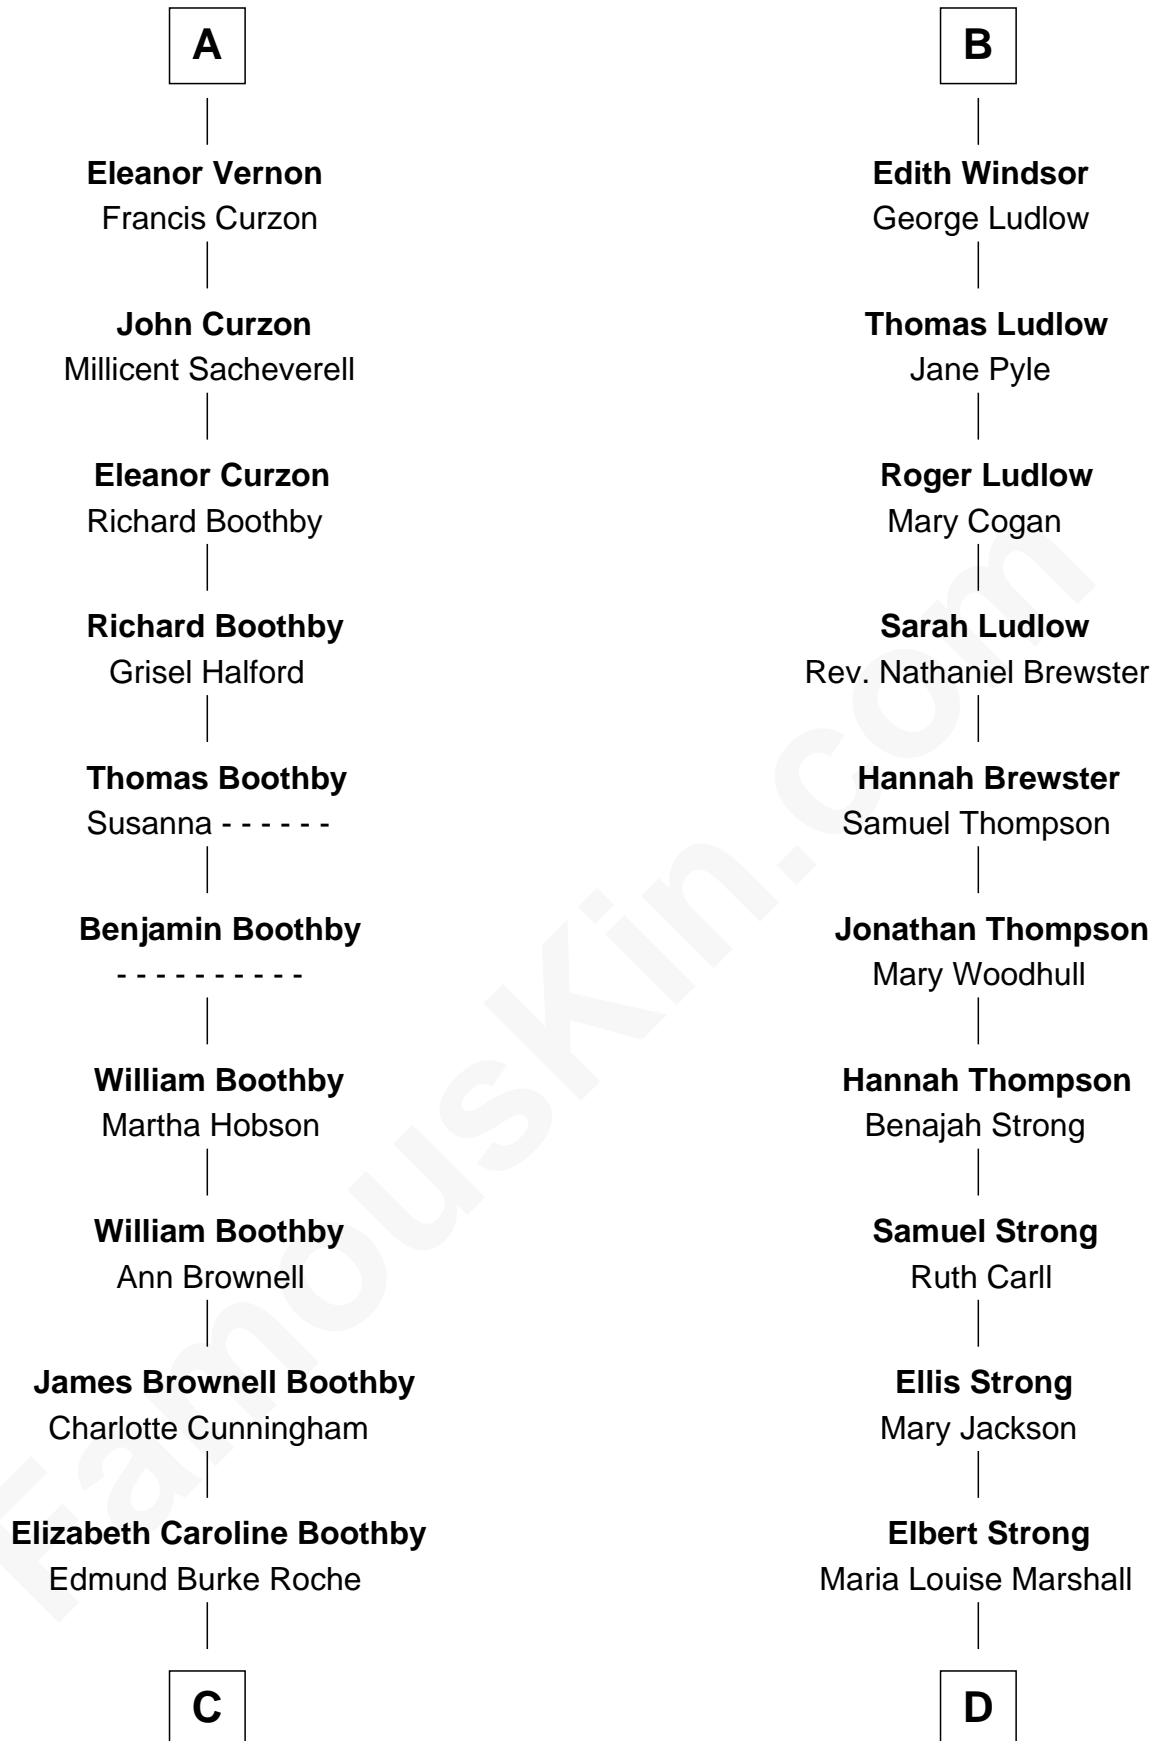 A
Eleanor Vernon
Francis Curzon
John Curzon
Millicent Sacheverell
Eleanor Curzon
Richard Boothby
Richard Boothby
Grisel Halford
Thomas Boothby
Susanna - - - - - -
Benjamin Boothby
- - - - - - - - - -
William Boothby
Martha Hobson
William Boothby
Ann Brownell
James Brownell Boothby
Charlotte Cunningham
Elizabeth Caroline Boothby
Edmund Burke Roche
C
B
Edith Windsor
George Ludlow
Thomas Ludlow
Jane Pyle
Roger Ludlow
Mary Cogan
Sarah Ludlow
Rev. Nathaniel Brewster
Hannah Brewster
Samuel Thompson
Jonathan Thompson
Mary Woodhull
Hannah Thompson
Benajah Strong
Samuel Strong
Ruth Carll
Ellis Strong
Mary Jackson
Elbert Strong
Maria Louise Marshall
D
FamousKin.com